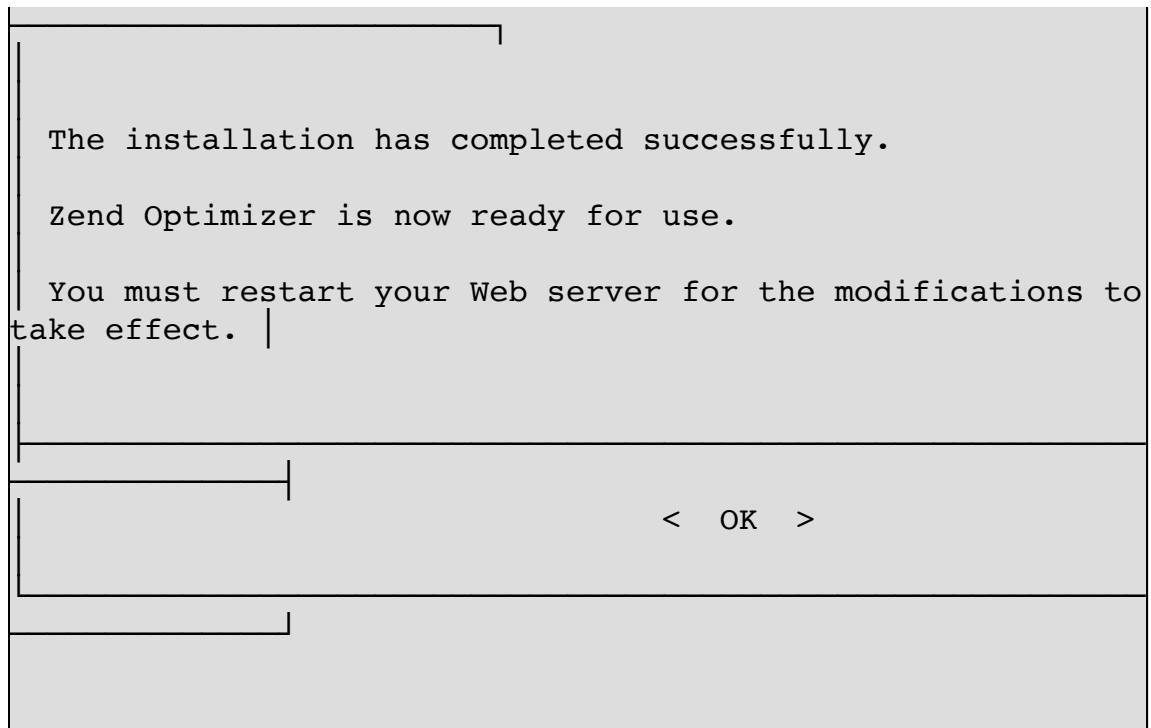 The installation has completed successfully.
Zend Optimizer is now ready for use.
You must restart your Web server for the modifications to
take effect.
< OK >